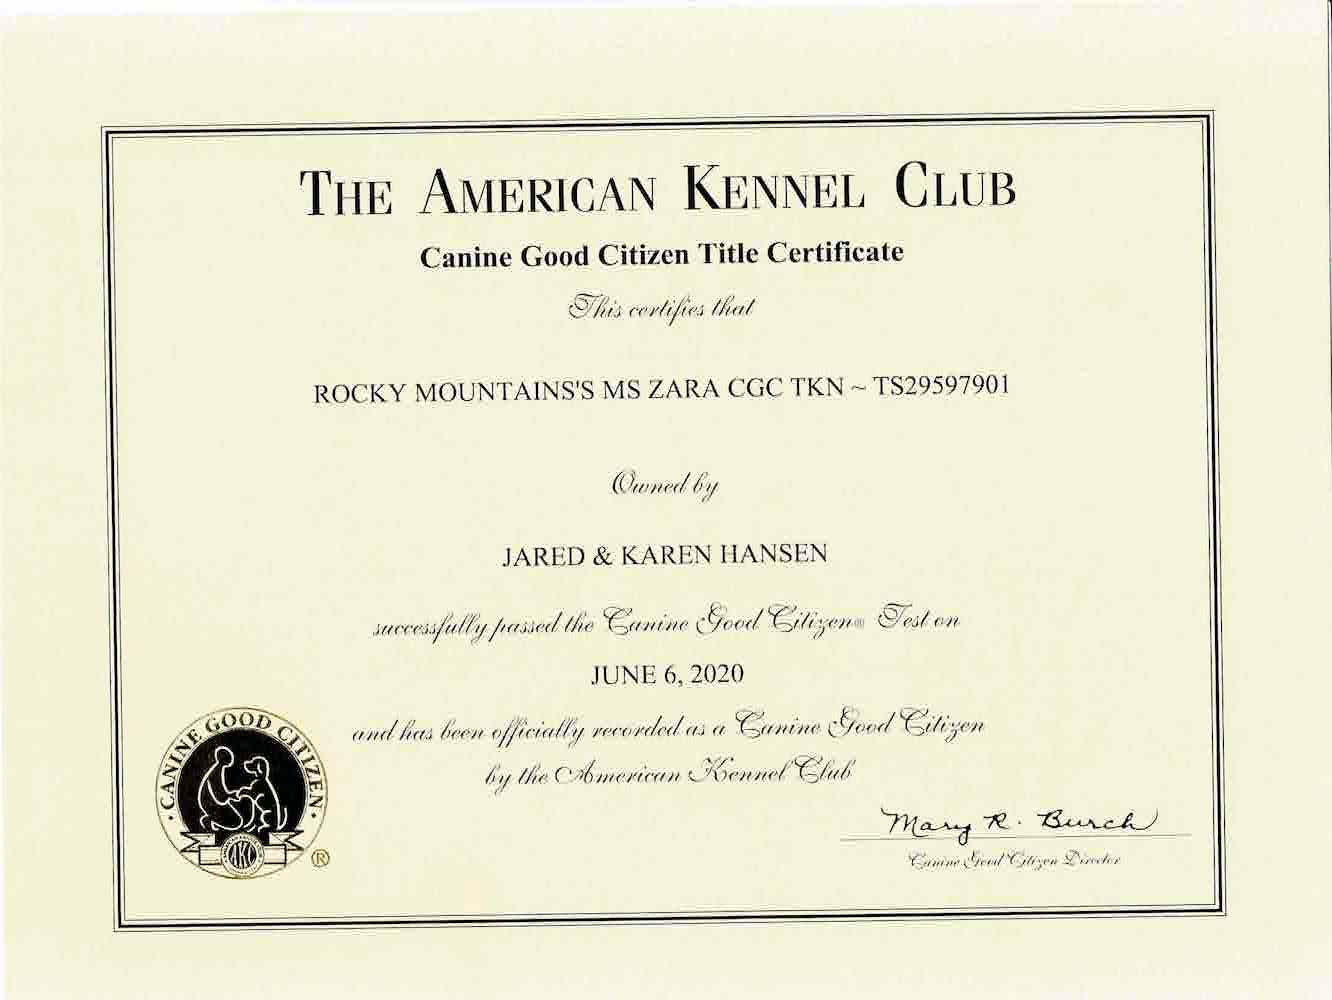 THE AMERICAN KENNEL CLUB
Canine Good Citizen Title Certificate
This certifies that
ROCKY MOUNTAINS'S MS ZARA CGC TKN ~ TS29597901
Owned by
JARED & KAREN HANSEN
successfully passed the Canine Good Citizen® Test on
JUNE 6, 2020
and has been officially recorded as a Canine Good Citizen
by the American Kennel Club
· CANINE GOOD CITIZEN ·
AKC
®
Mary R. Burch
Canine Good Citizen Director